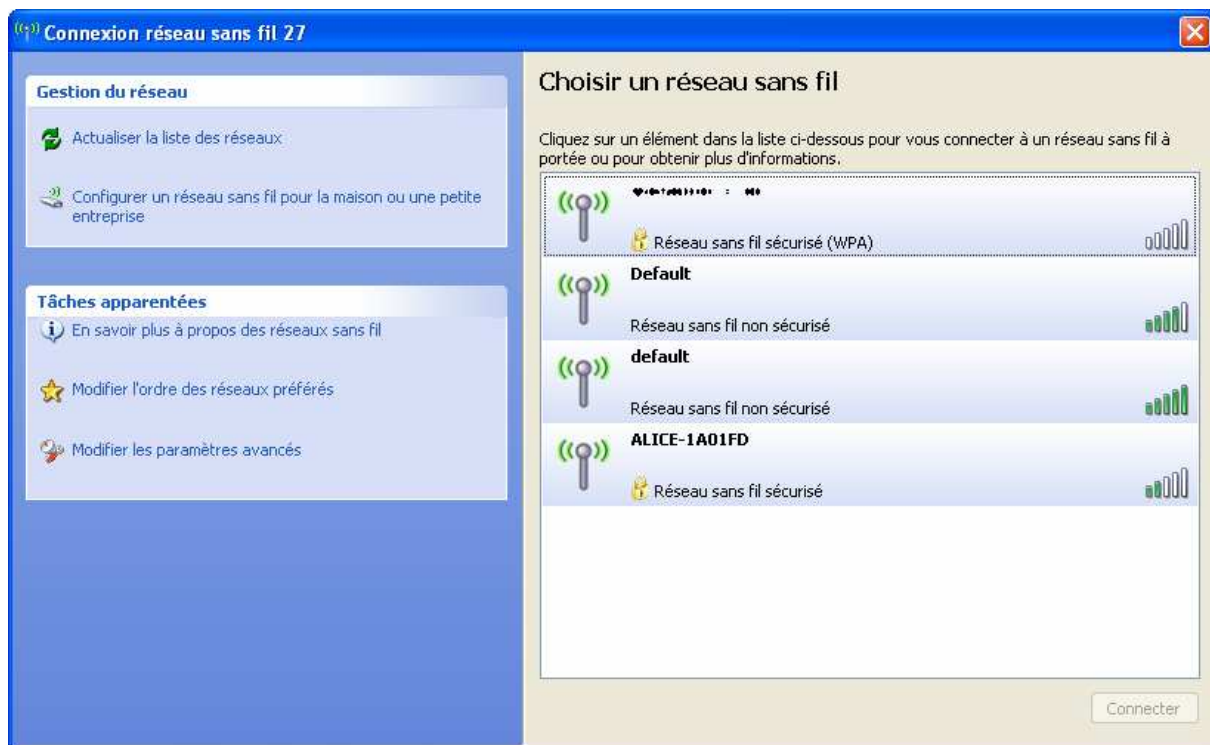 Connexion réseau sans fil 27
Gestion du réseau
Actualiser la liste des réseaux
Configurer un réseau sans fil pour la maison ou une petite
entreprise
Tâches apparentées
En savoir plus à propos des réseaux sans fil
Modifier l'ordre des réseaux préférés
Modifier les paramètres avancés
Choisir un réseau sans fil
Cliquez sur un élément dans la liste ci-dessous pour vous connecter à un réseau sans fil à
portée ou pour obtenir plus d'informations.
Réseau sans fil sécurisé (WPA)
Default
Réseau sans fil non sécurisé
default
Réseau sans fil non sécurisé
ALICE-1A01FD
Réseau sans fil sécurisé
Connecter